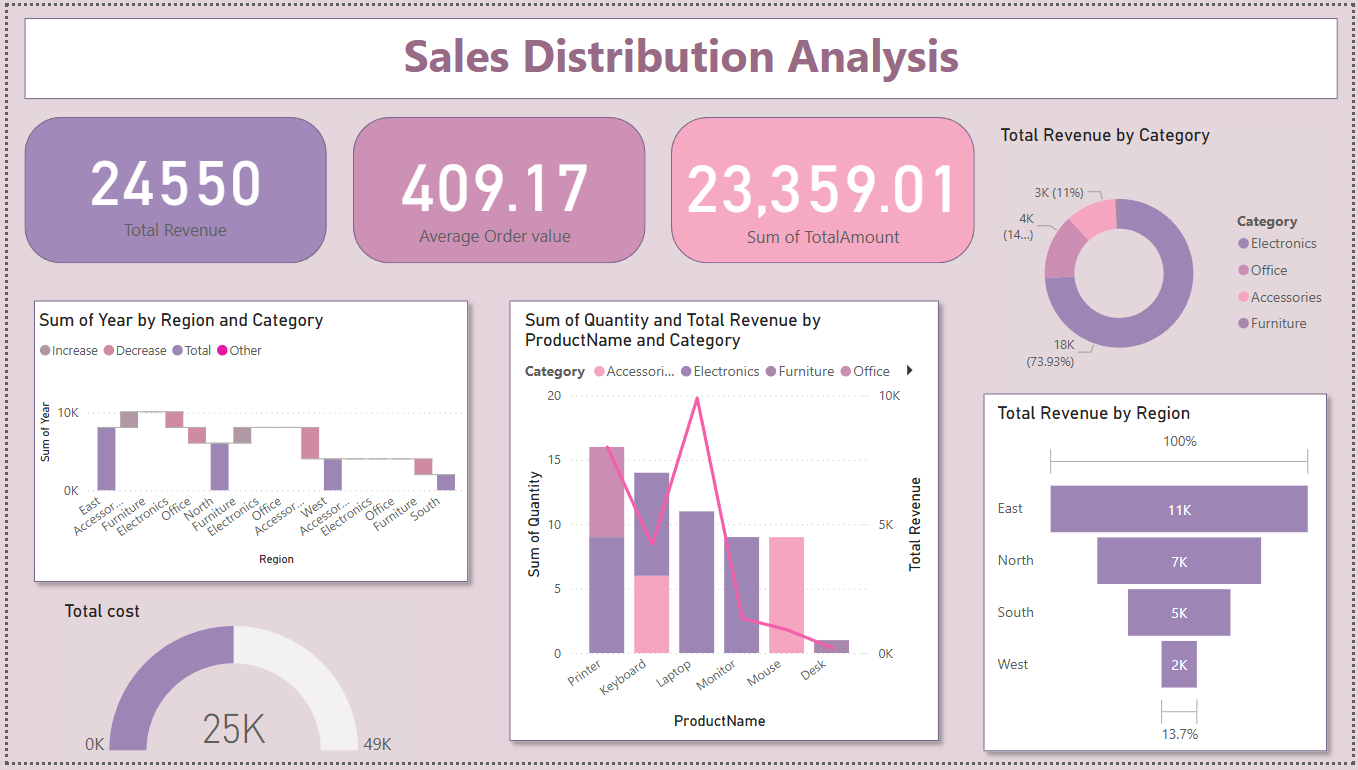 Sales Distribution Analysis
24550
Total Revenue
409.17
Average Order value
23,359.01
Sum of TotalAmount
Total Revenue by Category
3K (11%)
4K
(14...)
18K
(73.93%)
Category
Electronics
Office
Accessories
Furniture
Sum of Year by Region and Category
Increase Decrease Total Other
Sum of Year
10K
0K
East
Accessor...
Furniture
Electronics
Office
North
Furniture
Electronics
Office
Accessor...
West
Accessor...
Electronics
Office
Furniture
South
Region
Sum of Quantity and Total Revenue by
ProductName and Category
Category Accessori... Electronics Furniture Office
Sum of Quantity
20
15
10
5
0
10K
5K
0K
Total Revenue
Printer
Keyboard
Laptop
Monitor
Mouse
Desk
ProductName
Total Revenue by Region
100%
East 11K
North 7K
South 5K
West 2K
13.7%
Total cost
25K
0K
49K